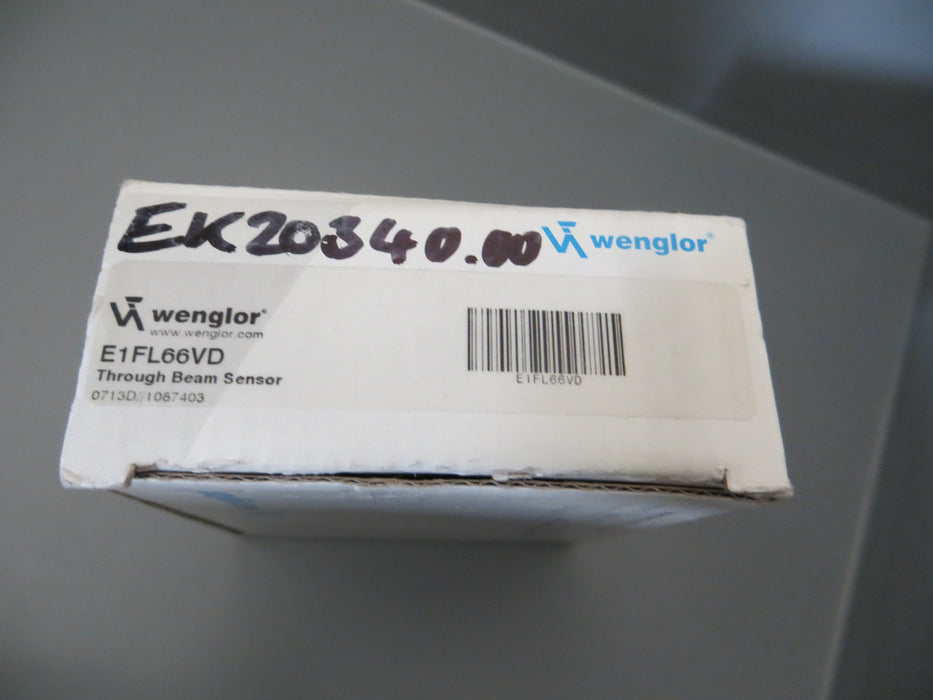 EK20340.00
wenglor®
wenglor®
www.wenglor.com
E1FL66VD
Through Beam Sensor
0713D//1087403
E1FL66VD